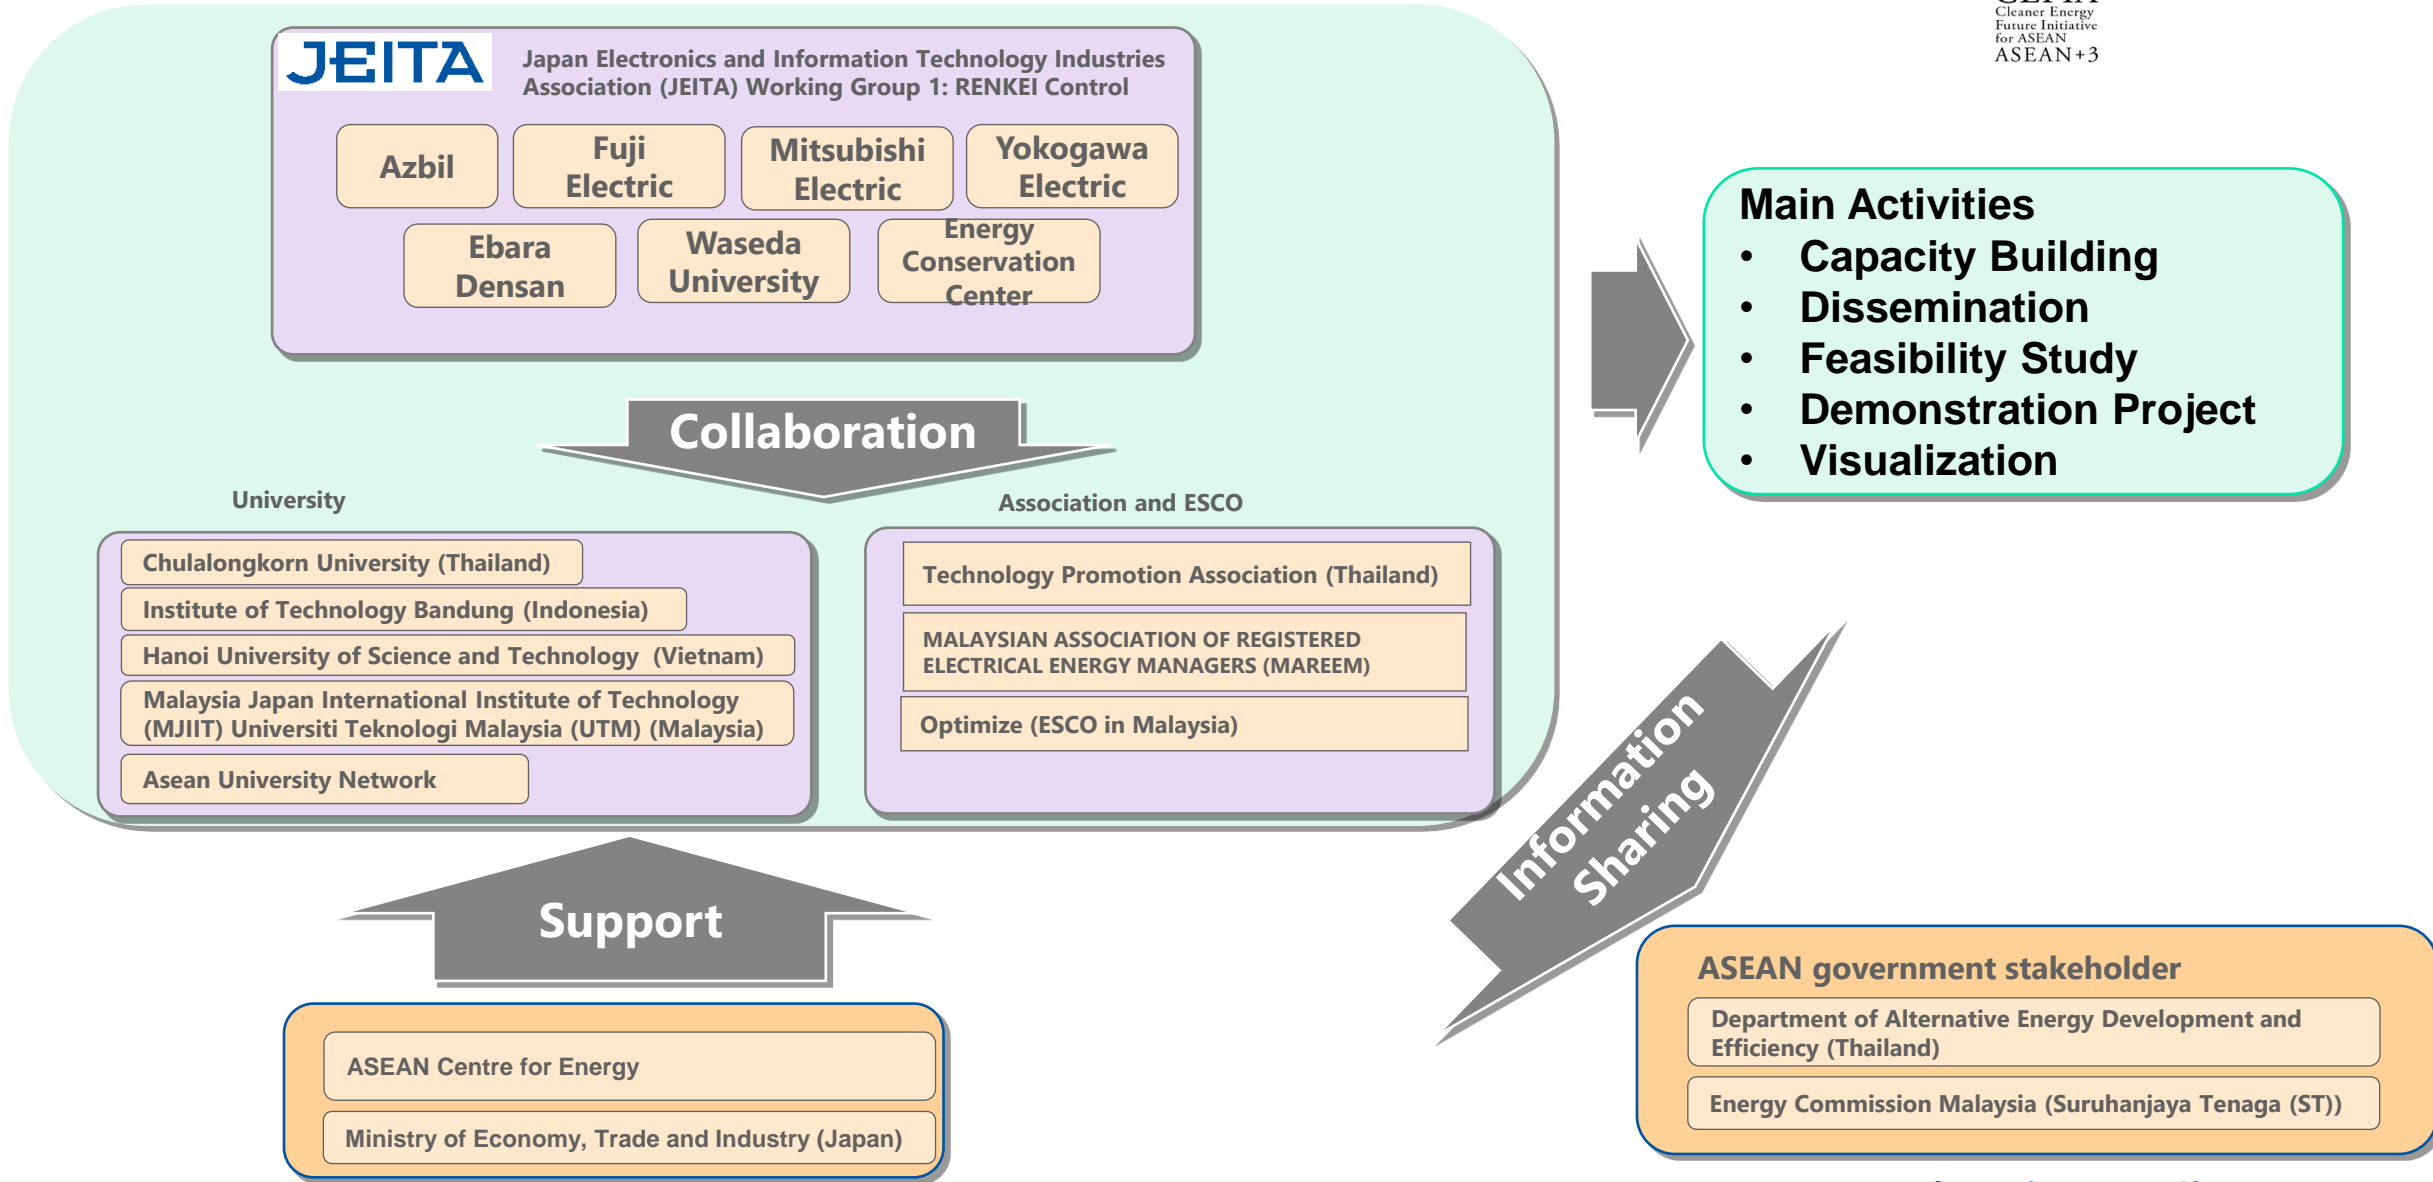 Cleaner Energy
Future Initiative
for ASEAN
ASEAN+3
JEITA
Japan Electronics and Information Technology Industries
Association (JEITA) Working Group 1: RENKEI Control
Azbil
Fuji
Electric
Mitsubishi
Electric
Yokogawa
Electric
Ebara
Densan
Waseda
University
Energy
Conservation
Center
Main Activities
• Capacity Building
• Dissemination
• Feasibility Study
• Demonstration Project
• Visualization
Collaboration
University
Chulalongkorn University (Thailand)
Institute of Technology Bandung (Indonesia)
Hanoi University of Science and Technology (Vietnam)
Malaysia Japan International Institute of Technology
(MJIIT) Universiti Teknologi Malaysia (UTM) (Malaysia)
Asean University Network
Association and ESCO
Technology Promotion Association (Thailand)
MALAYSIAN ASSOCIATION OF REGISTERED
ELECTRICAL ENERGY MANAGERS (MAREEM)
Optimize (ESCO in Malaysia)
Information
Sharing
Support
ASEAN Centre for Energy
Ministry of Economy, Trade and Industry (Japan)
ASEAN government stakeholder
Department of Alternative Energy Development and
Efficiency (Thailand)
Energy Commission Malaysia (Suruhanjaya Tenaga (ST))